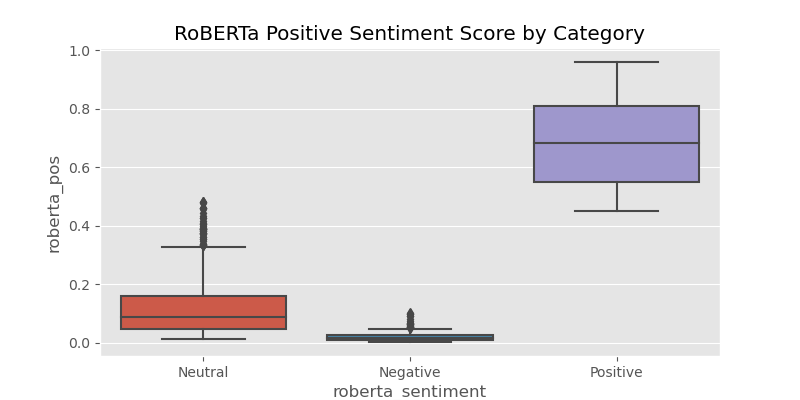 RoBERTa Positive Sentiment Score by Category
1.0
0.8
0.6
0.4
0.2
0.0
roberta_pos
Neutral Negative Positive
roberta_sentiment